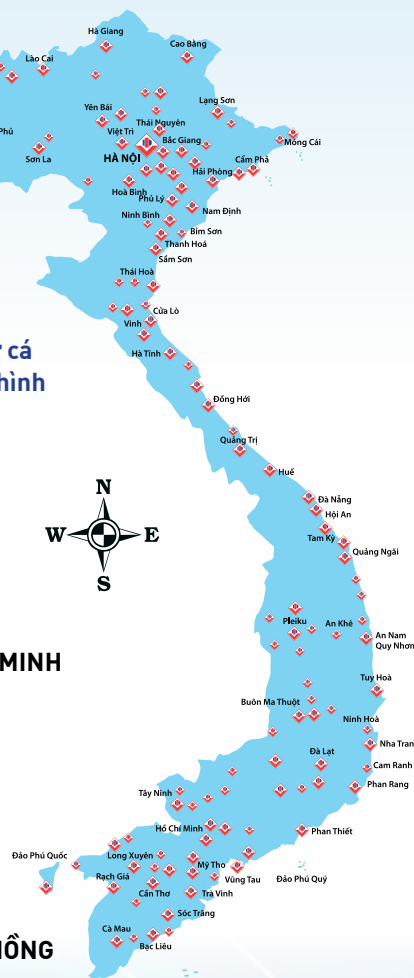 Hà Giang
Cao Bằng
Lào Cai
Yên Bái
Lạng Sơn
Thái Nguyên
Phủ
Việt Trì
Bắc Giang
Móng Cái
Sơn La
HÀ NỘI
Cẩm Phả
Hải Phòng
Hoà Bình
Phủ Lý
Nam Định
Ninh Bình
Bỉm Sơn
Thanh Hoá
Sầm Sơn
Thái Hoà
Cửa Lò
Vinh
cá
Hà Tĩnh
hình
Đồng Hới
Quảng Trị
Huế
N
Đà Nẵng
Hội An
W E
Tam Kỳ
Quảng Ngãi
S
Pleiku
An Khê
An Nam
Quy Nhơn
MINH
Tuy Hoà
Buôn Ma Thuột
Ninh Hoà
Nha Tran
Đà Lạt
Cam Ranh
Phan Rang
Tây Ninh
Hồ Chí Minh
Phan Thiết
Đảo Phú Quốc
Long Xuyên
Mỹ Tho
Rạch Giá
Vũng Tau
Đảo Phú Quý
Cần Thơ
Trà Vinh
Sóc Trăng
Cà Mau
Bạc Liêu
HỒNG